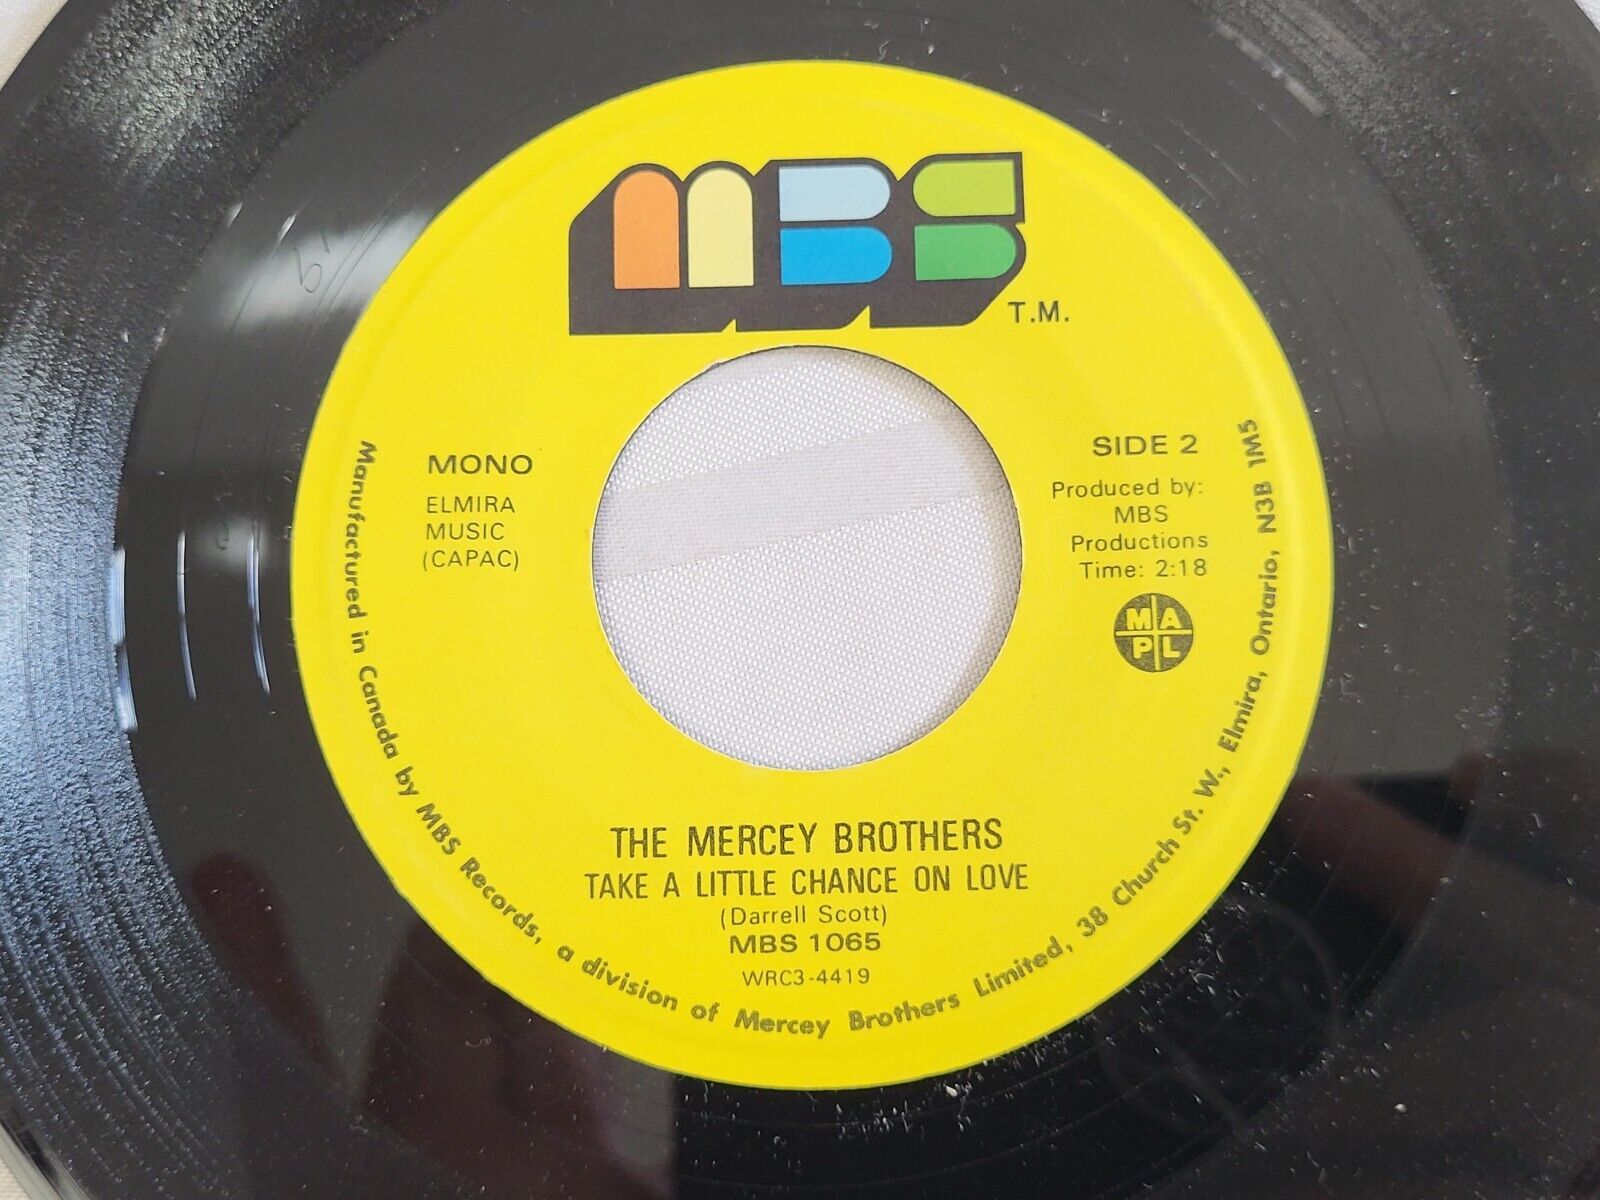 MBS
T.M.
MONO
ELMIRA
MUSIC
(CAPAC)
SIDE 2
Produced by:
MBS
Productions
Time: 2:18
MA
PL
THE MERCEY BROTHERS
TAKE A LITTLE CHANCE ON LOVE
(Darrell Scott)
MBS 1065
WRC3-4419
Manufactured in Canada by MBS Records, a division of Mercey Brothers Limited, 38 Church St. W., Elmira, Ontario, N3B 1M5